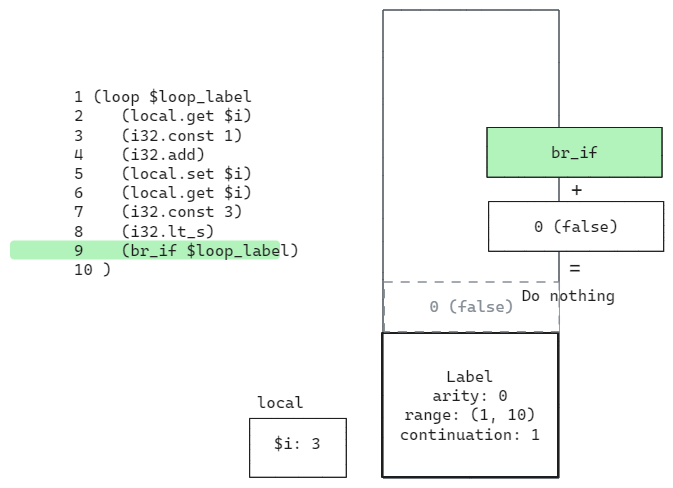 1 (loop $loop_label
2 (local.get $i)
3 (i32.const 1)
4 (i32.add)
5 (local.set $i)
6 (local.get $i)
7 (i32.const 3)
8 (i32.lt_s)
9 (br_if $loop_label)
10 )
br_if
+
0 (false)
=
Do nothing
0 (false)
Label
arity: 0
range: (1, 10)
continuation: 1
local
$i: 3